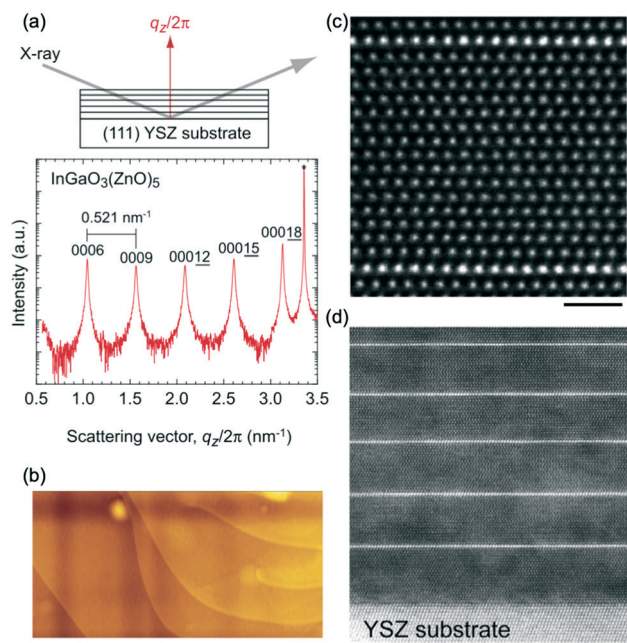 (a)
qz/2π
X-ray
(111) YSZ substrate
InGaO3(ZnO)5
0.521 nm-1
0006
0009
00012
00015
00018
*
Intensity (a.u.)
0.5 1.0 1.5 2.0 2.5 3.0 3.5
Scattering vector, qz/2π (nm-1)
(b)
(c)
(d)
YSZ substrate